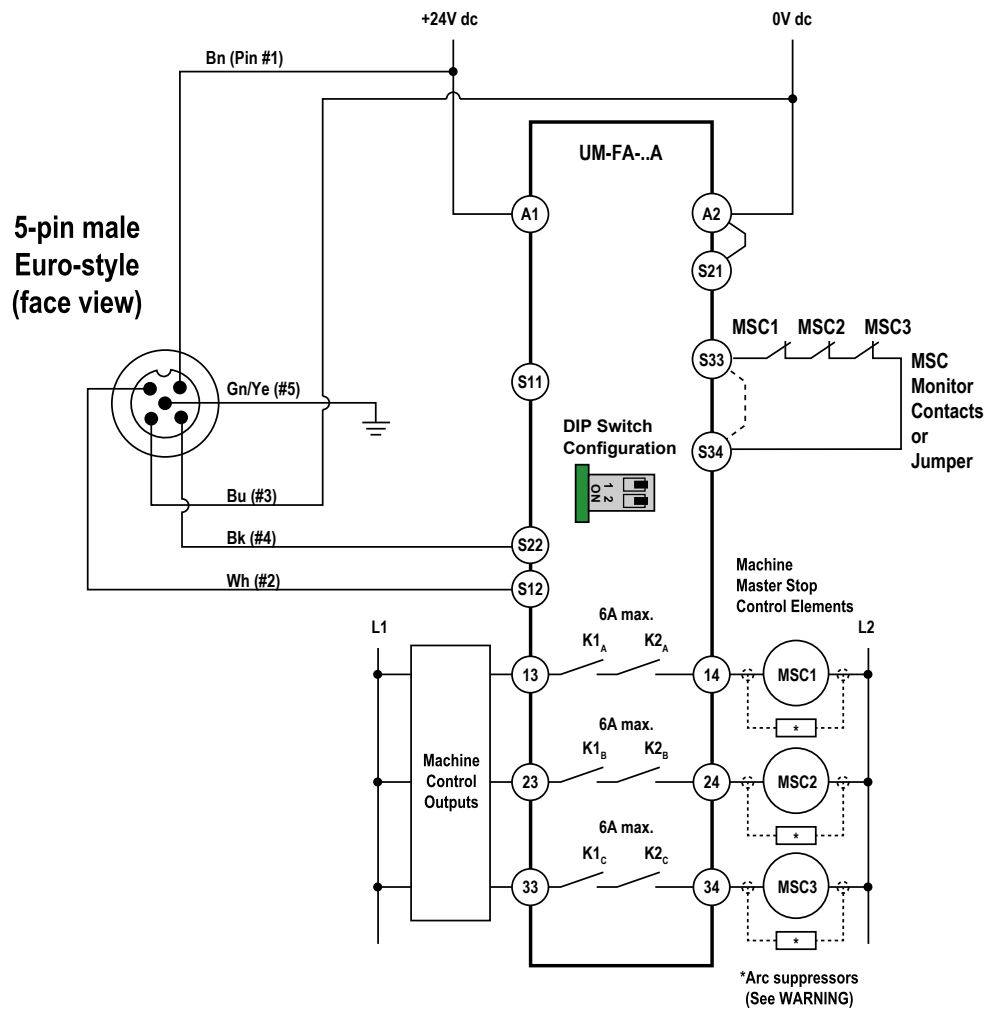 +24V dc
0V dc
Bn (Pin #1)
UM-FA-..A
A1
A2
5-pin male
Euro-style
(face view)
S21
MSC1 MSC2 MSC3
S33
MSC
Monitor
Contacts
or
Jumper
S11
Gn/Ye (#5)
DIP Switch
Configuration
S34
1
2
ON
Bu (#3)
Bk (#4)
S22
Wh (#2)
S12
Machine
Master Stop
Control Elements
L1
L2
6A max.
K1A
K2A
13
14
MSC1
*
6A max.
K1B
K2B
Machine
Control
Outputs
23
24
MSC2
*
6A max.
K1C
K2C
33
34
MSC3
*
*Arc suppressors
(See WARNING)